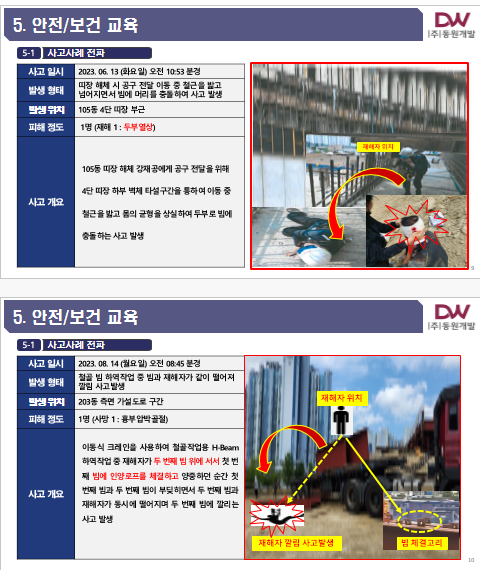 5. 안전/보건 교육
DW
(주)동원개발
5-1 사고사례 전파
사고 일시
2023. 06. 13 (화요일) 오전 10:53 분경
발생 형태
띠장 해체 시 공구 전달 이동 중 철근을 밟고
넘어지면서 빔에 머리를 충돌하여 사고 발생
발생 위치
105동 4단 띠장 부근
피해 정도
1명 (재해 1 : 두부열상)
사고 개요
105동 띠장 해체 강재공에게 공구 전달을 위해
4단 띠장 하부 벽체 타설구간을 통하여 이동 중
철근을 밟고 몸의 균형을 상실하여 두부로 빔에
충돌하는 사고 발생
재해자 위치
9
5. 안전/보건 교육
DW
(주)동원개발
5-1 사고사례 전파
사고 일시
2023. 08. 14 (월요일) 오전 08:45 분경
발생 형태
철골 빔 하역작업 중 빔과 재해자가 같이 떨어져
깔림 사고발생
발생 위치
203동 측면 가설도로 구간
피해 정도
1명 (사망 1 : 흉부압박골절)
사고 개요
이동식 크레인을 사용하여 철골작업용 H-Beam
하역작업 중 재해자가 두 번째 빔 위에 서서 첫 번
째 빔에 인양로프를 체결하고 양중하던 순간 첫
번째 빔과 두 번째 빔이 부딪히면서 두 번째 빔과
재해자가 동시에 떨어지며 두 번째 빔에 깔리는
사고 발생
재해자 위치
재해자 깔림 사고발생
빔 체결고리
10